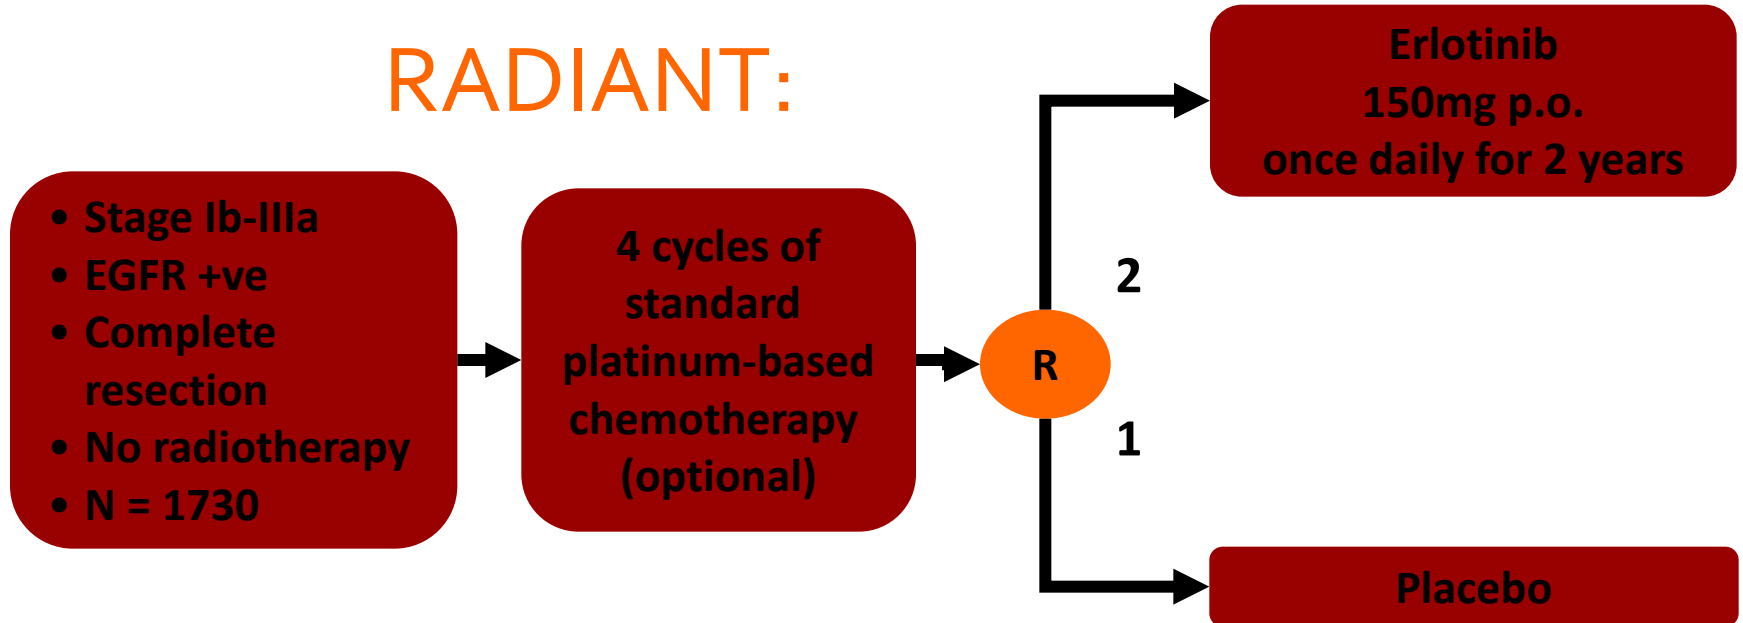 RADIANT:
• Stage Ib-IIIa
• EGFR +ve
• Complete
resection
• No radiotherapy
• N = 1730
4 cycles of
standard
platinum-based
chemotherapy
(optional)
R
2
1
Erlotinib
150mg p.o.
once daily for 2 years
Placebo